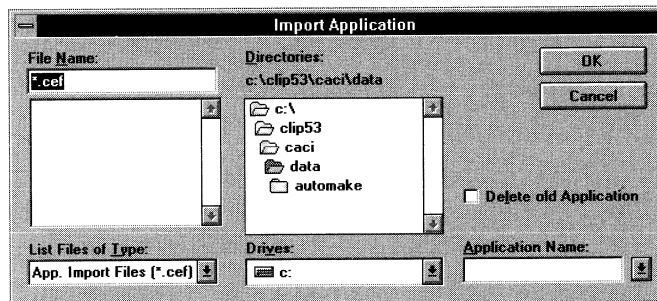 Import Application
File Name:
*.cef
Directories:
c:\clip53\caci\data
c:\
clip53
caci
data
automake
OK
Cancel
Delete old Application
List Files of Type:
App. Import Files (*.cef)
Drives:
c:
Application Name: